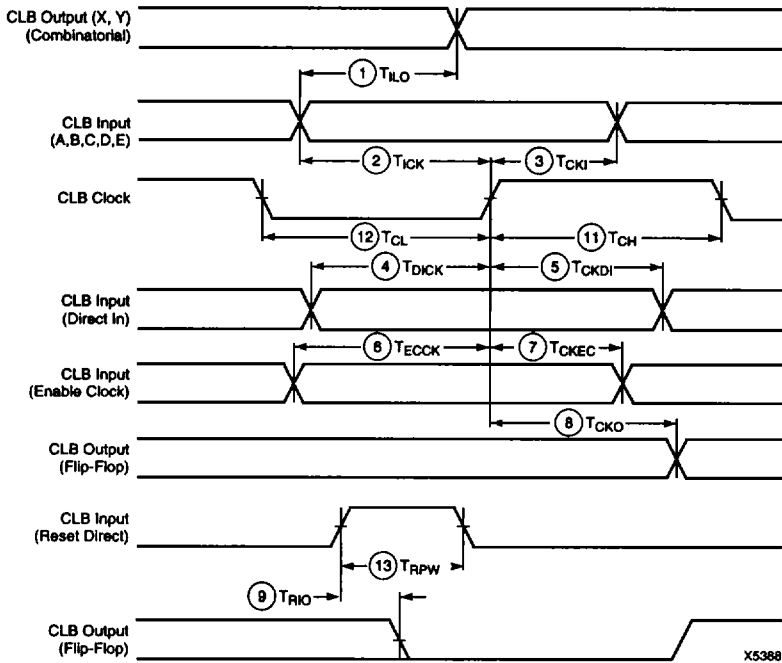 CLB Output (X, Y)
(Combinatorial)
1 TILO
CLB Input
(A,B,C,D,E)
2 TICK
3 TCKI
CLB Clock
12 TCL
11 TCH
4 TDICK
5 TCKDI
CLB Input
(Direct In)
6 TECCK
7 TCKEC
CLB Input
(Enable Clock)
8 TCKO
CLB Output
(Flip-Flop)
CLB Input
(Reset Direct)
13 TRPW
9 TRIO
CLB Output
(Flip-Flop)
X5388